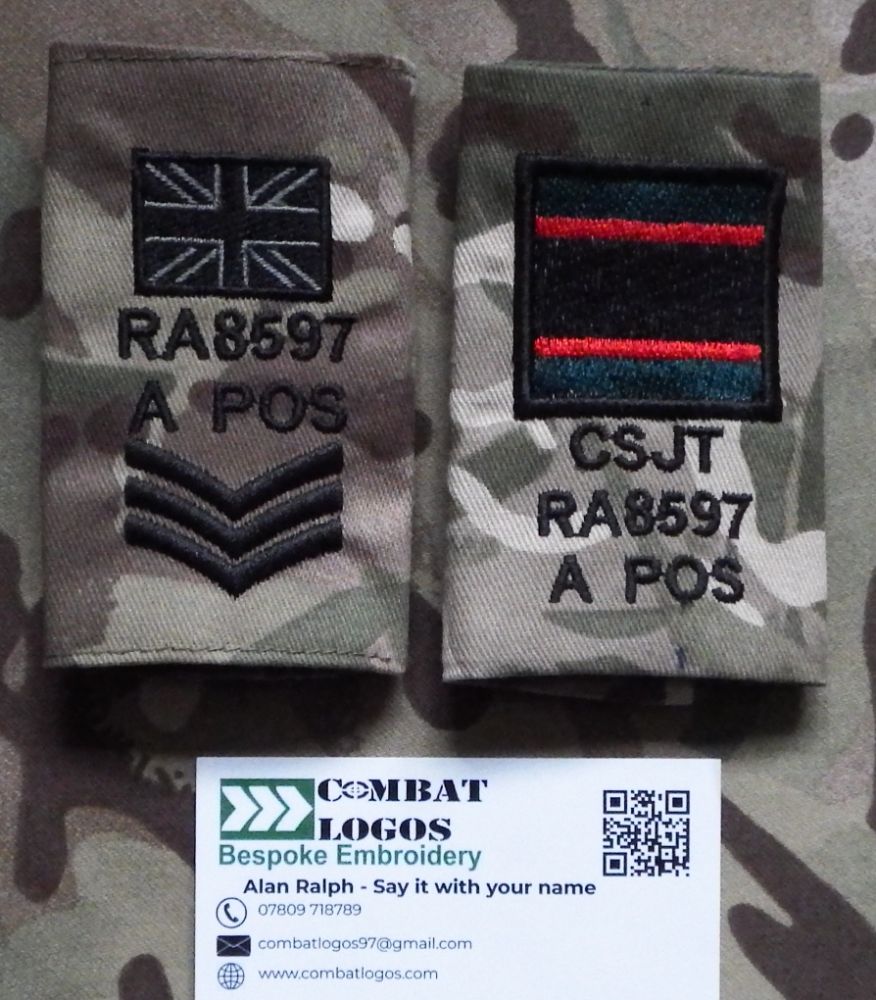 RA8597
A POS
CSJT
RA8597
A POS
COMBAT
LOGOS
Bespoke Embroidery
Alan Ralph - Say it with your name
07809 718789
combatlogos97@gmail.com
www.combatlogos.com